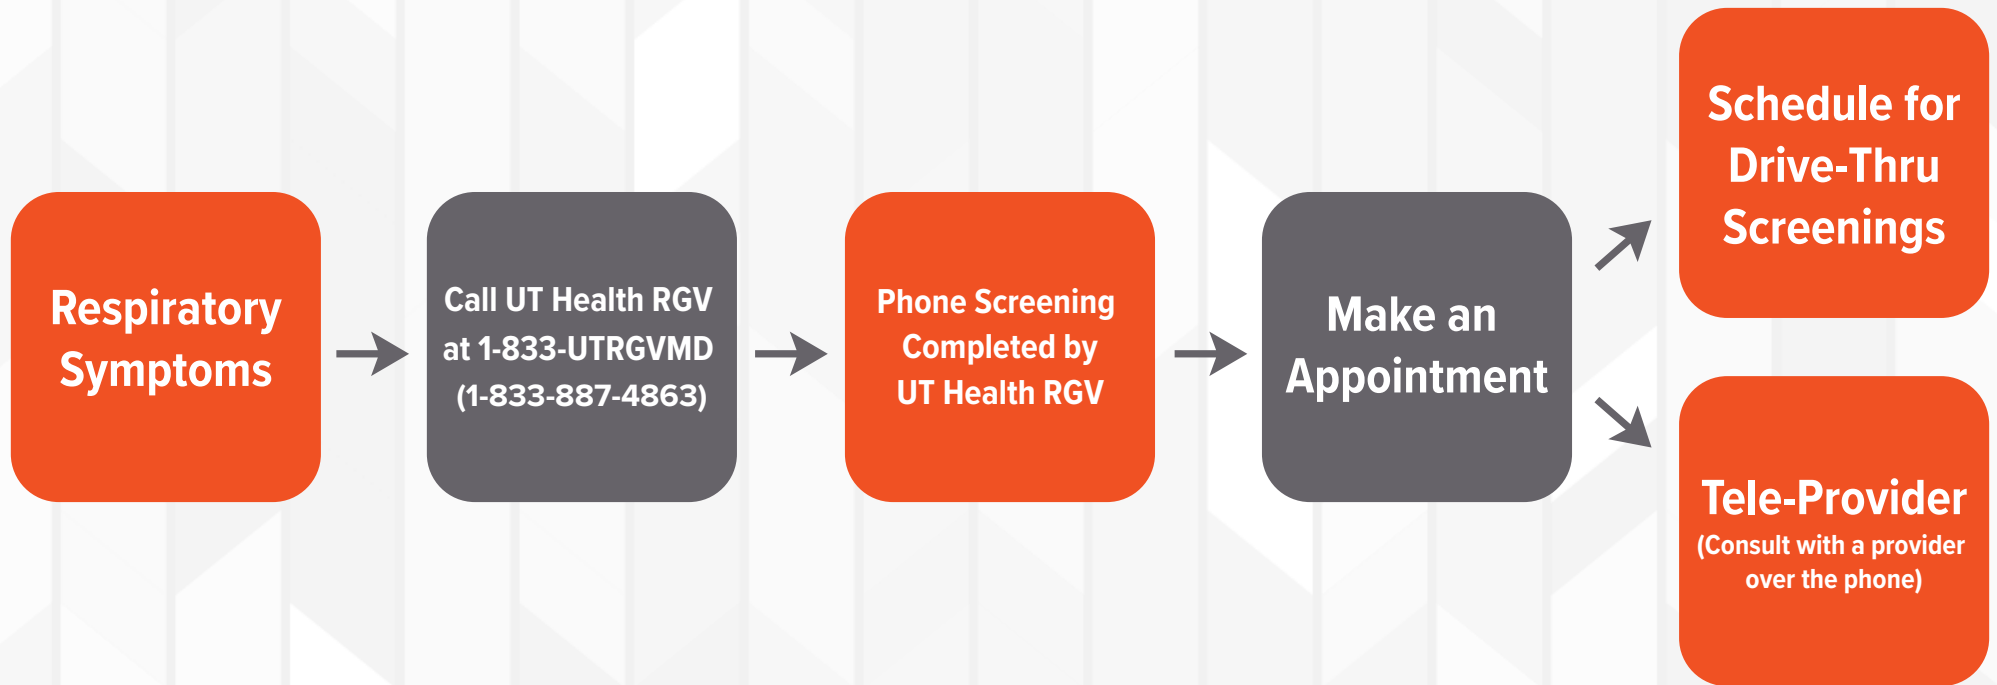 Respiratory
Symptoms
Call UT Health RGV
at 1-833-UTRGVMD
(1-833-887-4863)
Phone Screening
Completed by
UT Health RGV
Make an
Appointment
Schedule for
Drive-Thru
Screenings
Tele-Provider
(Consult with a provider
over the phone)